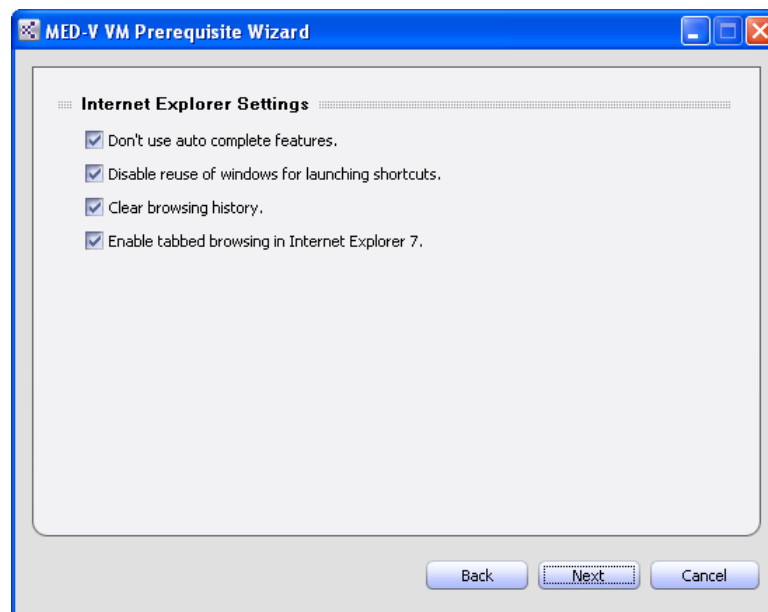 MED-V VM Prerequisite Wizard
Internet Explorer Settings
Don't use auto complete features.
Disable reuse of windows for launching shortcuts.
Clear browsing history.
Enable tabbed browsing in Internet Explorer 7.
Back Next Cancel